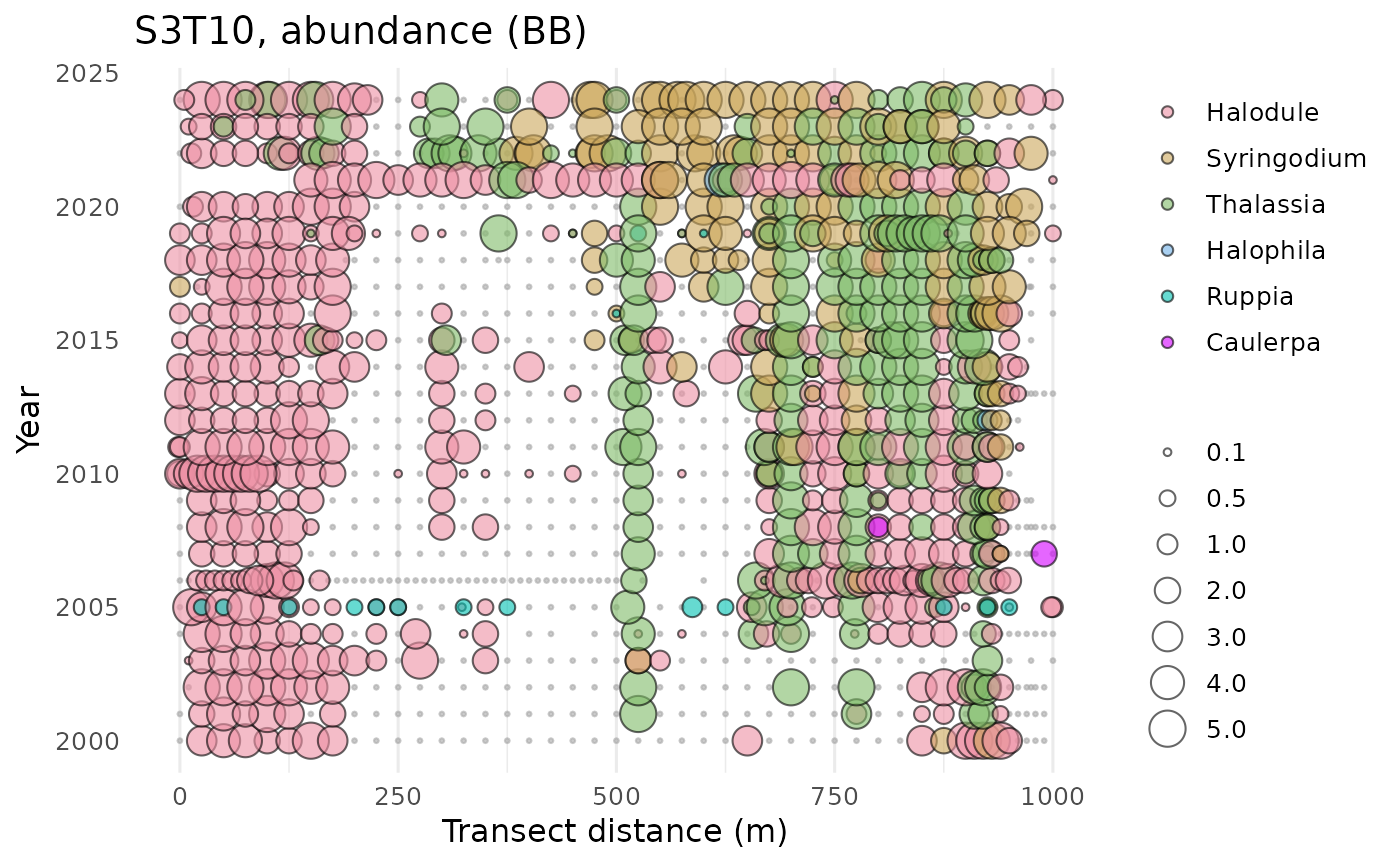 S3T10, abundance (BB)
2025
2020
2015
2010
2005
2000
Year
0
250
500
750
1000
Transect distance (m)
Halodule
Syringodium
Thalassia
Halophila
Ruppia
Caulerpa
0.1
0.5
1.0
2.0
3.0
4.0
5.0